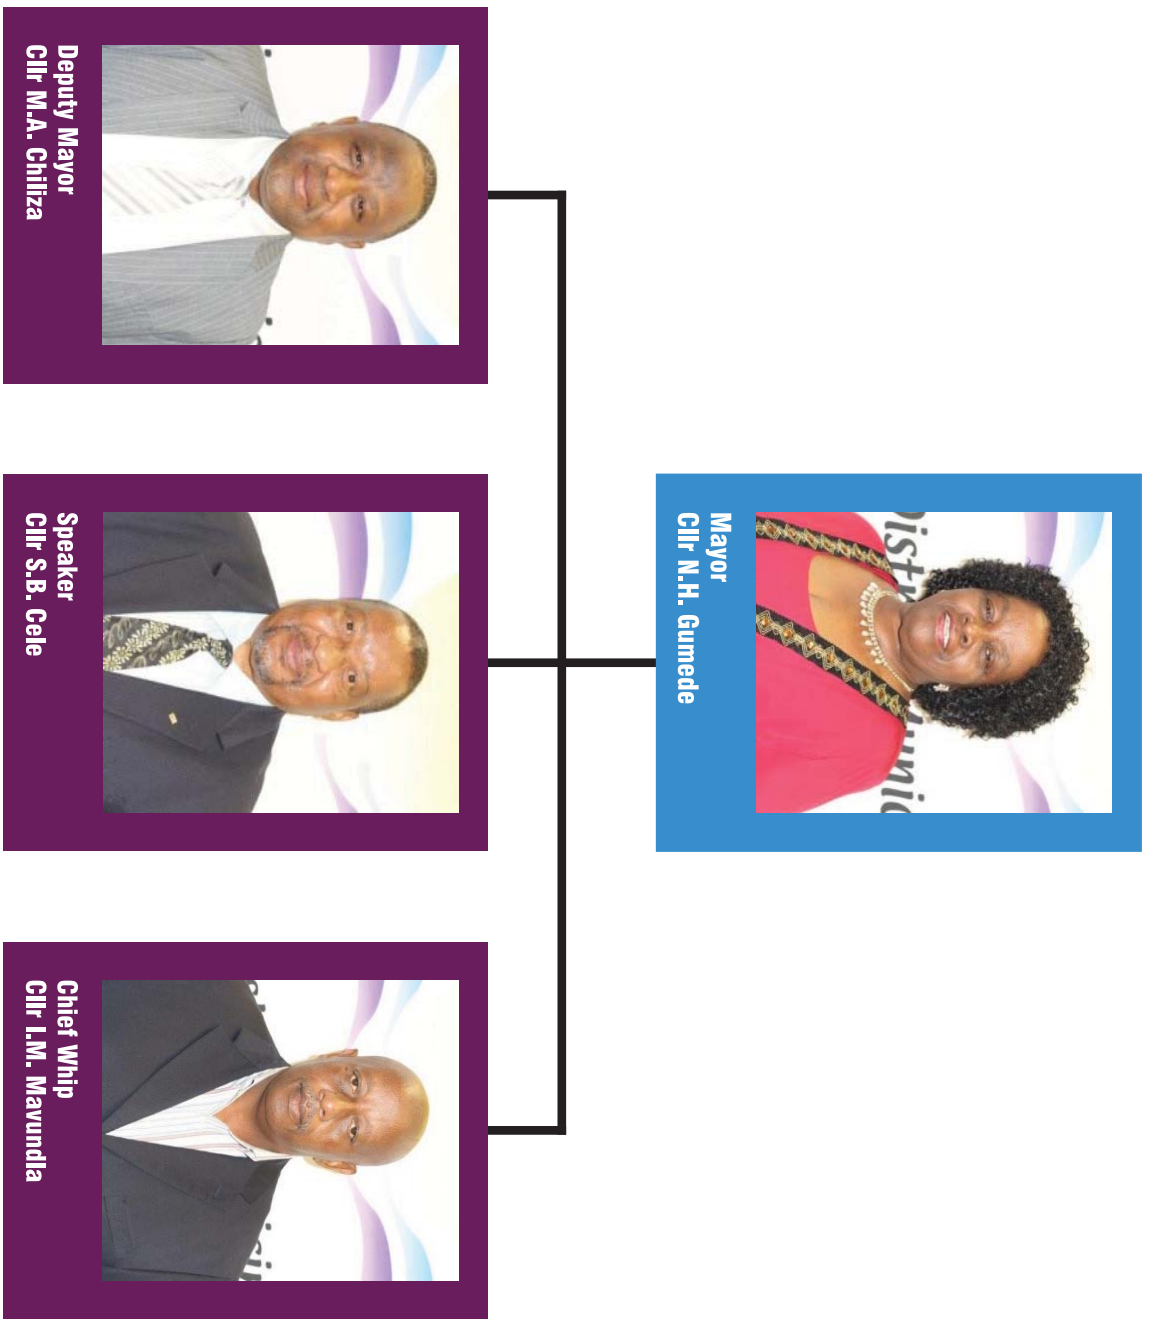 Mayor
Cllr N.H. Gumede
Deputy Mayor
Cllr M.A. Chiliza
Speaker
Cllr S.B. Cele
Chief Whip
Cllr I.M. Mavundla